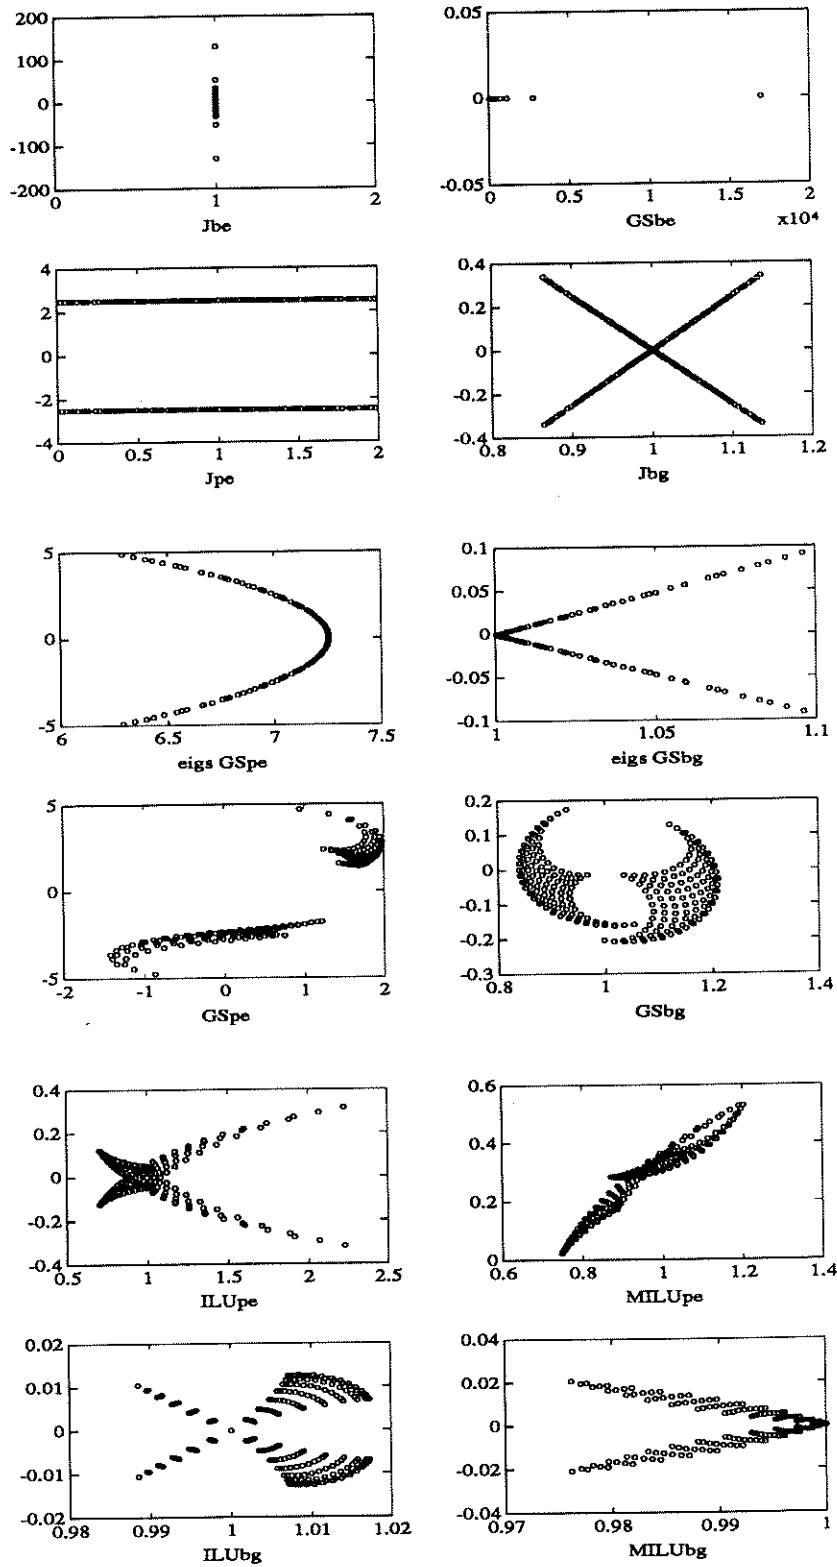 200
100
0
-100
-200
0 1 2
Jbe
0.05
0
-0.05
0 0.5 1 1.5 2
GSbe x10⁴
4
2
0
-2
-4
0 0.5 1 1.5 2
Jpe
0.4
0.2
0
-0.2
-0.4
0.8 0.9 1 1.1 1.2
Jbg
5
0
-5
6 6.5 7 7.5
eigs GSpe
0.1
0.05
0
-0.05
-0.1
1 1.05 1.1
eigs GSbg
5
0
-5
-2 -1 0 1 2
GSpe
0.2
0.1
0
-0.1
-0.2
-0.3
0.8 1 1.2 1.4
GSbg
0.4
0.2
0
-0.2
-0.4
0.5 1 1.5 2 2.5
ILUpe
0.6
0.4
0.2
0
0.6 0.8 1 1.2 1.4
MILUpe
0.02
0.01
0
-0.01
-0.02
0.98 0.99 1 1.01 1.02
ILUbg
0.04
0.02
0
-0.02
-0.04
0.97 0.98 0.99 1
MILUbg